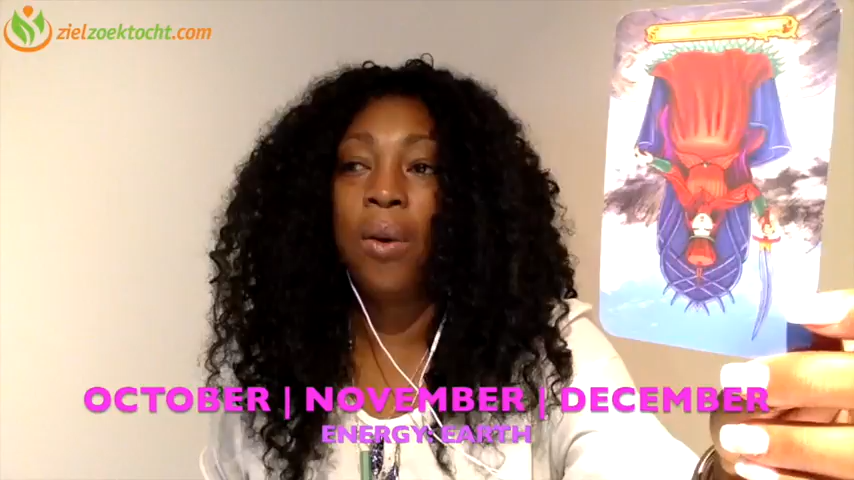 zielzoektocht.com
OCTOBER | NOVEMBER | DECEMBER
ENERGY: EARTH